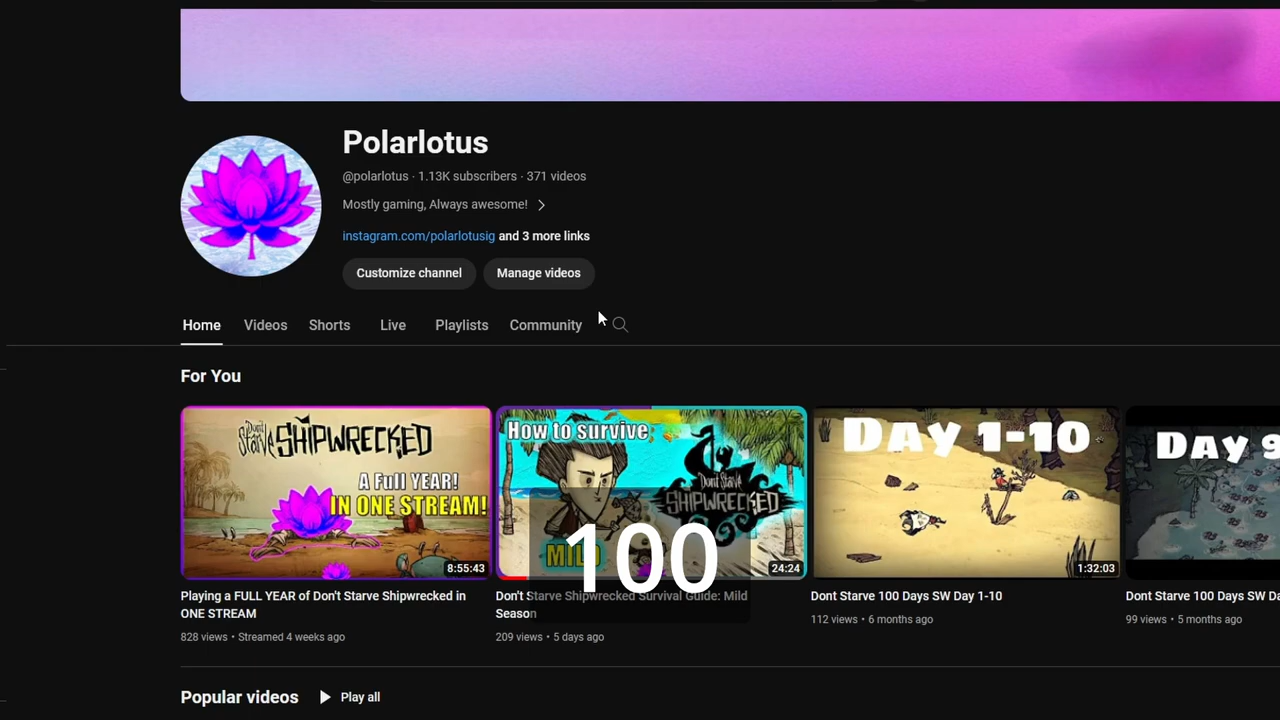 Polarlotus
@polarlotus · 1.13K subscribers · 371 videos
Mostly gaming, Always awesome!
instagram.com/polarlotusig and 3 more links
Customize channel
Manage videos
Home
Videos
Shorts
Live
Playlists
Community
For You
Don't Starve SHIPWRECKED
A Full YEAR!
IN ONE STREAM!
8:55:43
How to survive
Don't Starve
SHIPWRECKED
MILD
24:24
DAY 1-10
1:32:03
DAY 9
100
Playing a FULL YEAR of Don't Starve Shipwrecked in
ONE STREAM
828 views • Streamed 4 weeks ago
Don't Starve Shipwrecked Survival Guide: Mild
Season
209 views • 5 days ago
Dont Starve 100 Days SW Day 1-10
112 views • 6 months ago
Dont Starve 100 Days SW Da
99 views • 5 months ago
Popular videos
Play all